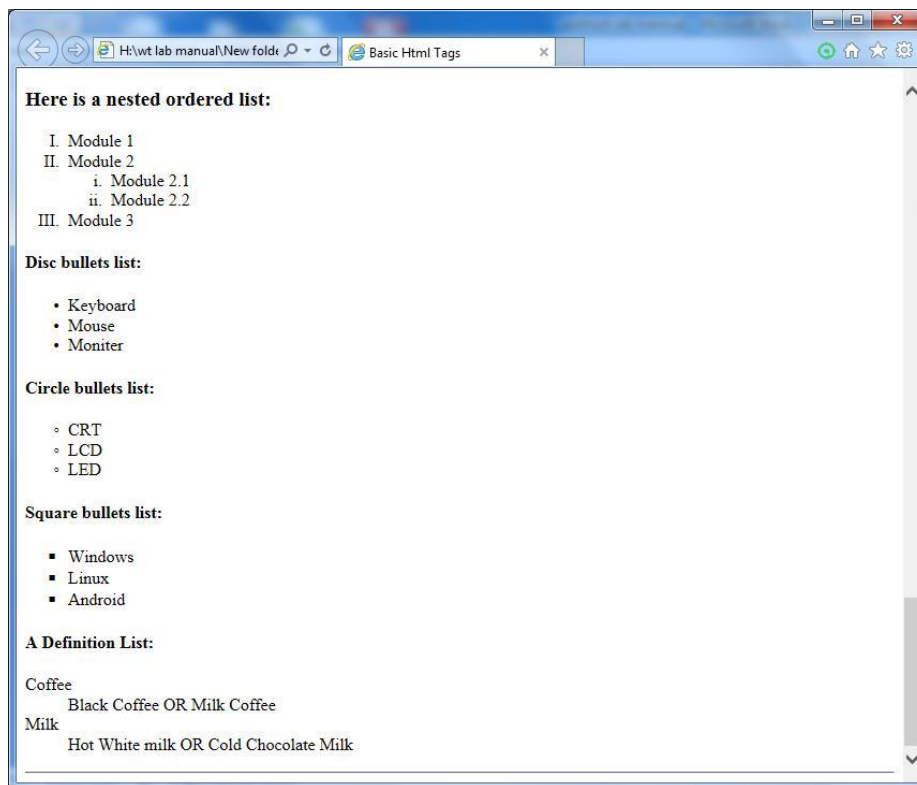 H:\wt lab manual\New folde
Basic Html Tags
Here is a nested ordered list:
I. Module 1
II. Module 2
i. Module 2.1
ii. Module 2.2
III. Module 3
Disc bullets list:
• Keyboard
• Mouse
• Moniter
Circle bullets list:
◦ CRT
◦ LCD
◦ LED
Square bullets list:
▪ Windows
▪ Linux
▪ Android
A Definition List:
Coffee
Black Coffee OR Milk Coffee
Milk
Hot White milk OR Cold Chocolate Milk